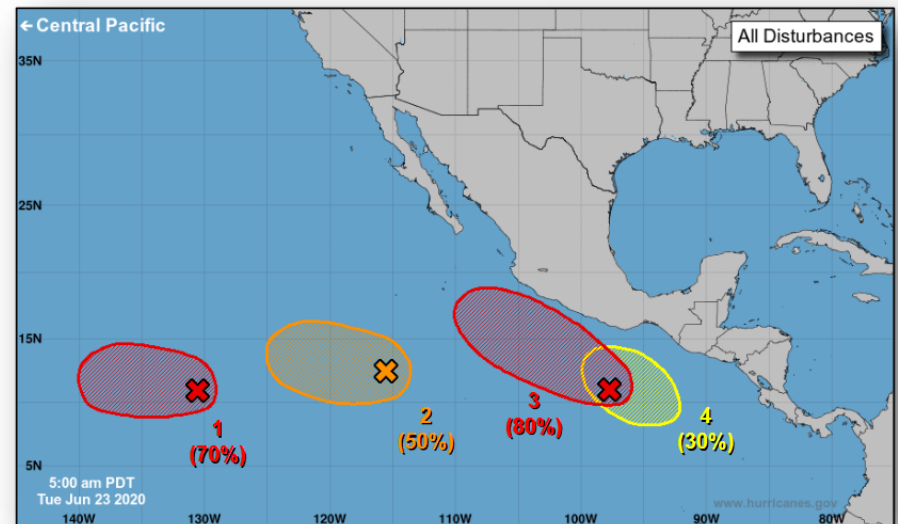 ← Central Pacific
All Disturbances
35N
25N
15N
5N
1
(70%)
2
(50%)
3
(80%)
4
(30%)
5:00 am PDT
Tue Jun 23 2020
www.hurricanes.gov
140W
130W
120W
110W
100W
90W
80W